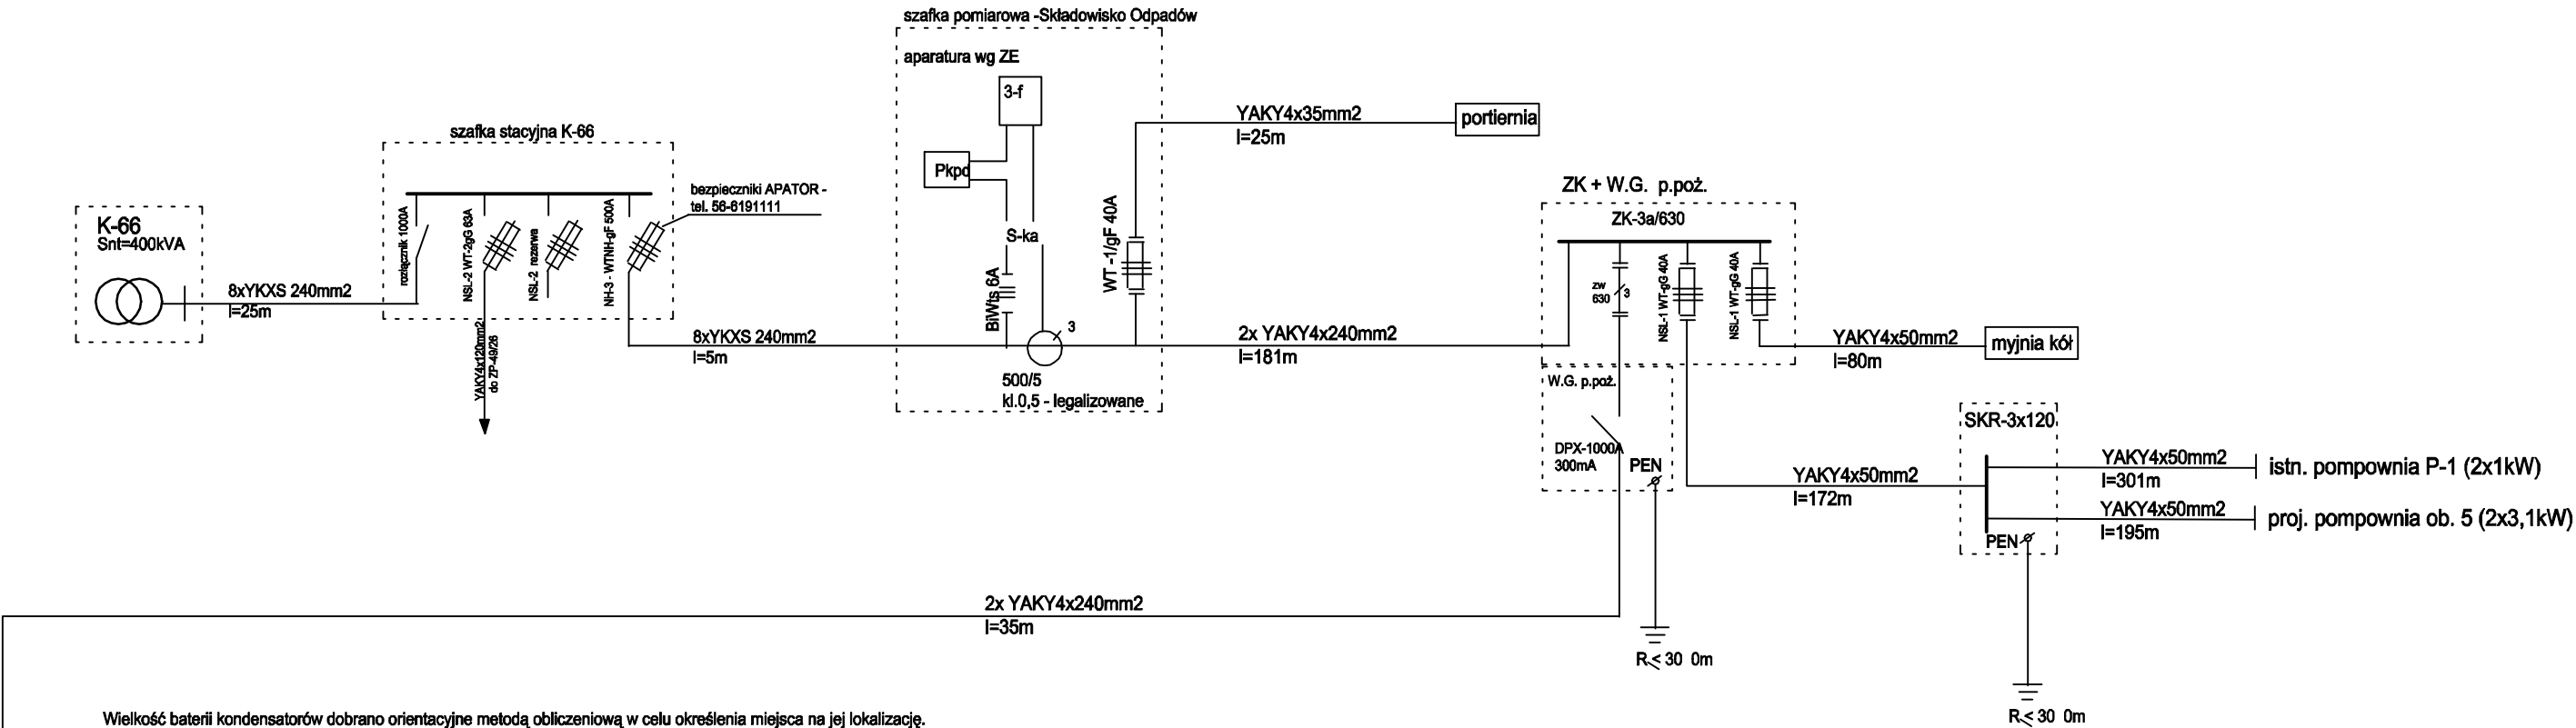 szafka pomiarowa -Składowisko Odpadów
aparatura wg ZE
3-f
Pkpd
S-ka
BiWts 6A
WT -1/gF 40A
500/5
kl.0,5 - legalizowane
3
YAKY4x35mm2
l=25m
portiernia
szafka stacyjna K-66
rozłącznik 1000A
NSL-2 WT-2gG 63A
NSL-2 rezerwa
NH-3 - WTNH-gF 500A
bezpieczniki APATOR -
tel. 56-6191111
K-66
Snt=400kVA
8xYKXS 240mm2
l=25m
YAKY4x120mm2
do ZP-49/26
8xYKXS 240mm2
l=5m
2x YAKY4x240mm2
l=181m
ZK + W.G. p.poż.
ZK-3a/630
zw
630
3
NSL-1 WT-gG 40A
NSL-1 WT-gG 40A
YAKY4x50mm2
l=80m
myjnia kół
W.G. p.poż.
DPX-1000A
300mA
PEN
R < 30 0m
YAKY4x50mm2
l=172m
SKR-3x120
PEN
R < 30 0m
YAKY4x50mm2
l=301m
istn. pompownia P-1 (2x1kW)
YAKY4x50mm2
l=195m
proj. pompownia ob. 5 (2x3,1kW)
2x YAKY4x240mm2
l=35m
Wielkość baterii kondensatorów dobrano orientacyjne metodą obliczeniową w celu określenia miejsca na jej lokalizację.